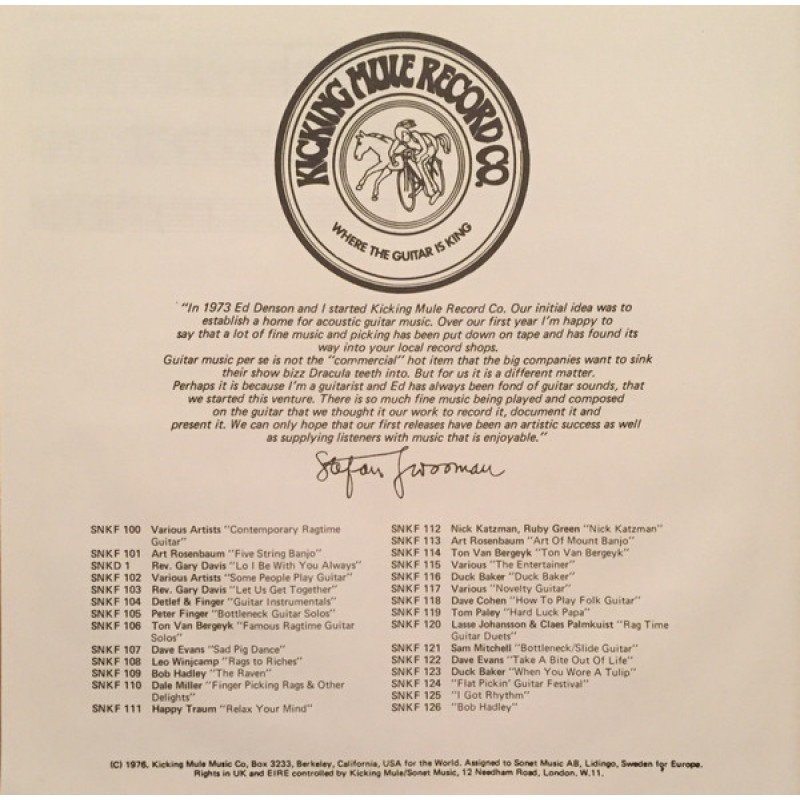 KICKING MULE RECORD CO.
WHERE THE GUITAR IS KING
"In 1973 Ed Denson and I started Kicking Mule Record Co. Our initial idea was to
establish a home for acoustic guitar music. Over our first year I'm happy to
say that a lot of fine music and picking has been put down on tape and has found its
way into your local record shops.
Guitar music per se is not the "commercial" hot item that the big companies want to sink
their show bizz Dracula teeth into. But for us it is a different matter.
Perhaps it is because I'm a guitarist and Ed has always been fond of guitar sounds, that
we started this venture. There is so much fine music being played and composed
on the guitar that we thought it our work to record it, document it and
present it. We can only hope that our first releases have been an artistic success as well
as supplying listeners with music that is enjoyable."
Stefan Grossman
SNKF 100 Various Artists "Contemporary Ragtime
Guitar"
SNKF 101 Art Rosenbaum "Five String Banjo"
SNKD 1 Rev. Gary Davis "Lo I Be With You Always"
SNKF 102 Various Artists "Some People Play Guitar"
SNKF 103 Rev. Gary Davis "Let Us Get Together"
SNKF 104 Detlef & Finger "Guitar Instrumentals"
SNKF 105 Peter Finger "Bottleneck Guitar Solos"
SNKF 106 Ton Van Bergeyk "Famous Ragtime Guitar
Solos"
SNKF 107 Dave Evans "Sad Pig Dance"
SNKF 108 Leo Winjcamp "Rags to Riches"
SNKF 109 Bob Hadley "The Raven"
SNKF 110 Dale Miller "Finger Picking Rags & Other
Delights"
SNKF 111 Happy Traum "Relax Your Mind"
SNKF 112 Nick Katzman, Ruby Green "Nick Katzman"
SNKF 113 Art Rosenbaum "Art Of Mount Banjo"
SNKF 114 Ton Van Bergeyk "Ton Van Bergeyk"
SNKF 115 Various "The Entertainer"
SNKF 116 Duck Baker "Duck Baker"
SNKF 117 Various "Novelty Guitar"
SNKF 118 Dave Cohen "How To Play Folk Guitar"
SNKF 119 Tom Paley "Hard Luck Papa"
SNKF 120 Lasse Johansson & Claes Palmkuist "Rag Time
Guitar Duets"
SNKF 121 Sam Mitchell "Bottleneck/Slide Guitar"
SNKF 122 Dave Evans "Take A Bite Out Of Life"
SNKF 123 Duck Baker "When You Wore A Tulip"
SNKF 124 "Flat Pickin' Guitar Festival"
SNKF 125 "I Got Rhythm"
SNKF 126 "Bob Hadley"
(C) 1976, Kicking Mule Music Co, Box 3233, Berkeley, California, USA for the World. Assigned to Sonet Music AB, Lidingo, Sweden for Europe.
Rights in UK and EIRE controlled by Kicking Mule/Sonet Music, 12 Needham Road, London, W.11.